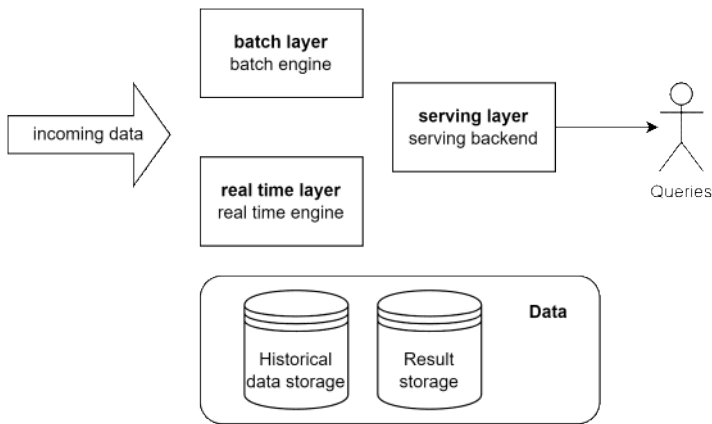 batch layer
batch engine
incoming data
serving layer
serving backend
Queries
real time layer
real time engine
Data
Historical
data storage
Result
storage